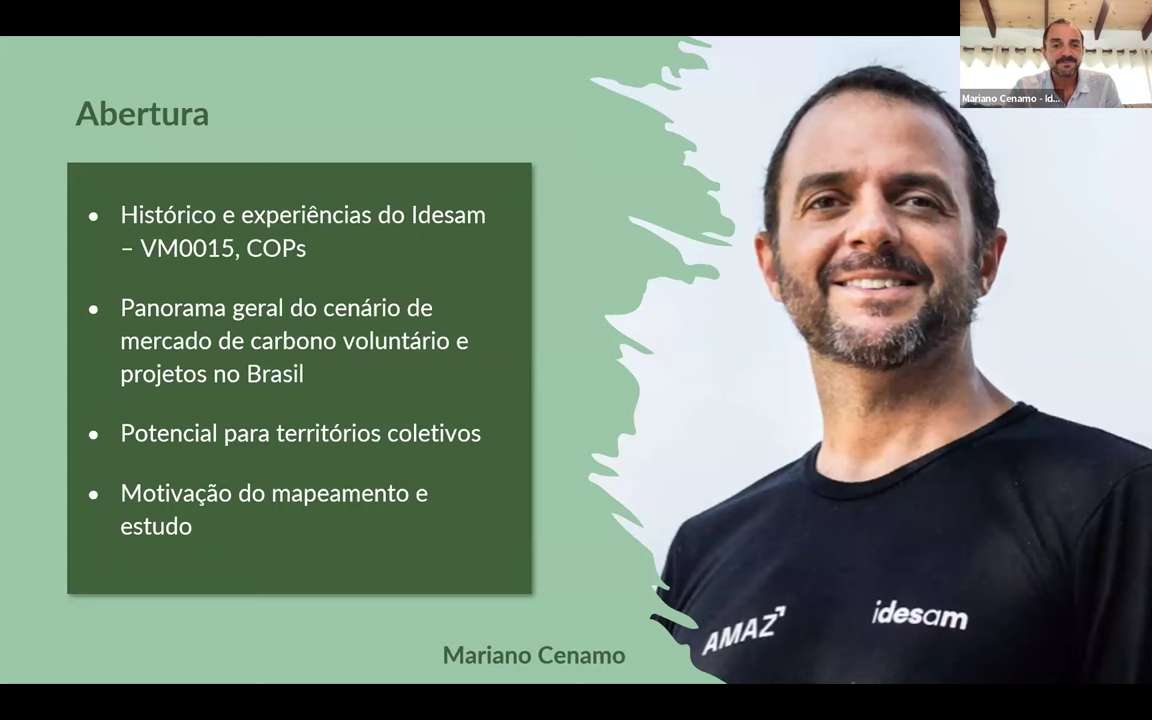 Mariano Cenamo - Id...
Abertura
• Histórico e experiências do Idesam
– VM0015, COPs
• Panorama geral do cenário de
mercado de carbono voluntário e
projetos no Brasil
• Potencial para territórios coletivos
• Motivação do mapeamento e
estudo
AMAZ
idesam
Mariano Cenamo